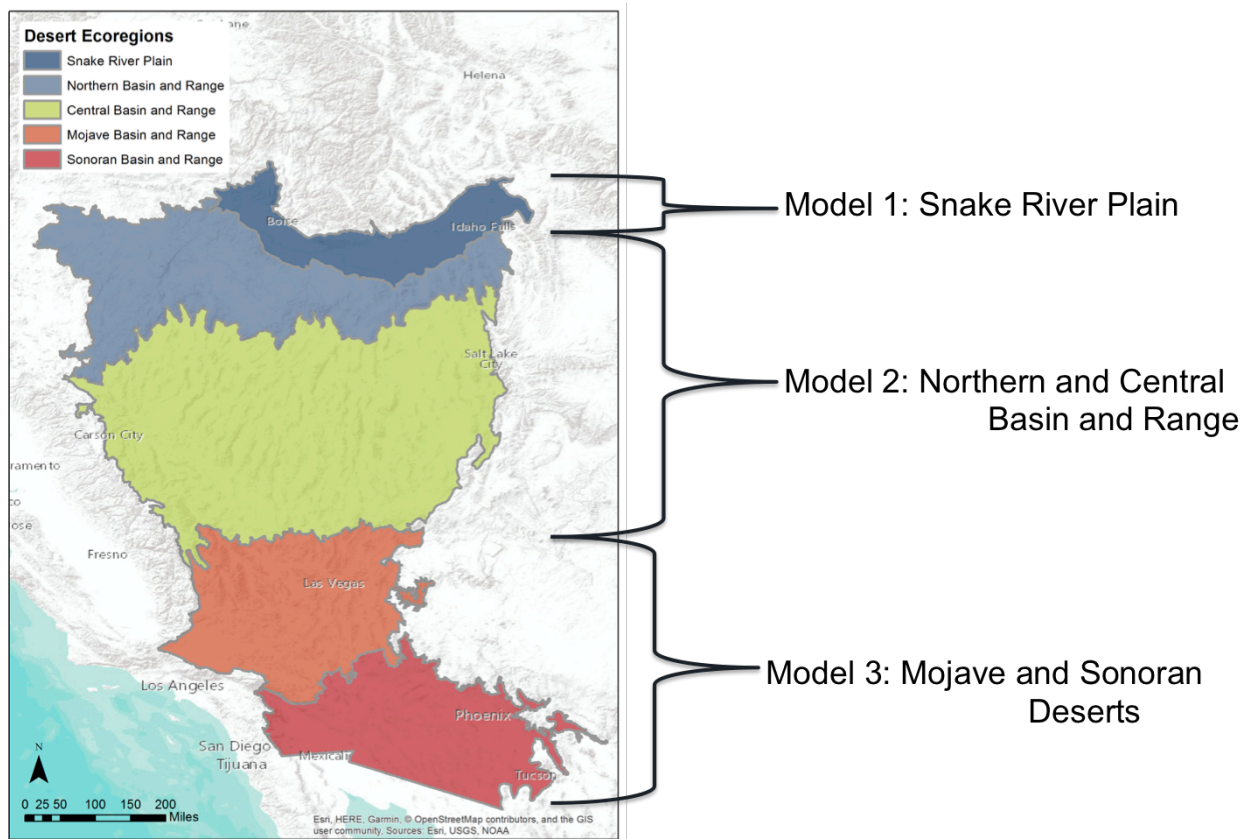 Desert Ecoregions
Snake River Plain
Northern Basin and Range
Central Basin and Range
Mojave Basin and Range
Sonoran Basin and Range
Helena
Boise
Idaho Falls
Salt Lake
City
Carson City
ramento
co
ose
Fresno
Las Vegas
Los Angeles
Phoenix
San Diego
Tijuana
Mexicali
Tucson
N
0 25 50 100 150 200
Miles
Esri, HERE, Garmin, © OpenStreetMap contributors, and the GIS
user community, Sources: Esri, USGS, NOAA
Model 1: Snake River Plain
Model 2: Northern and Central
Basin and Range
Model 3: Mojave and Sonoran
Deserts